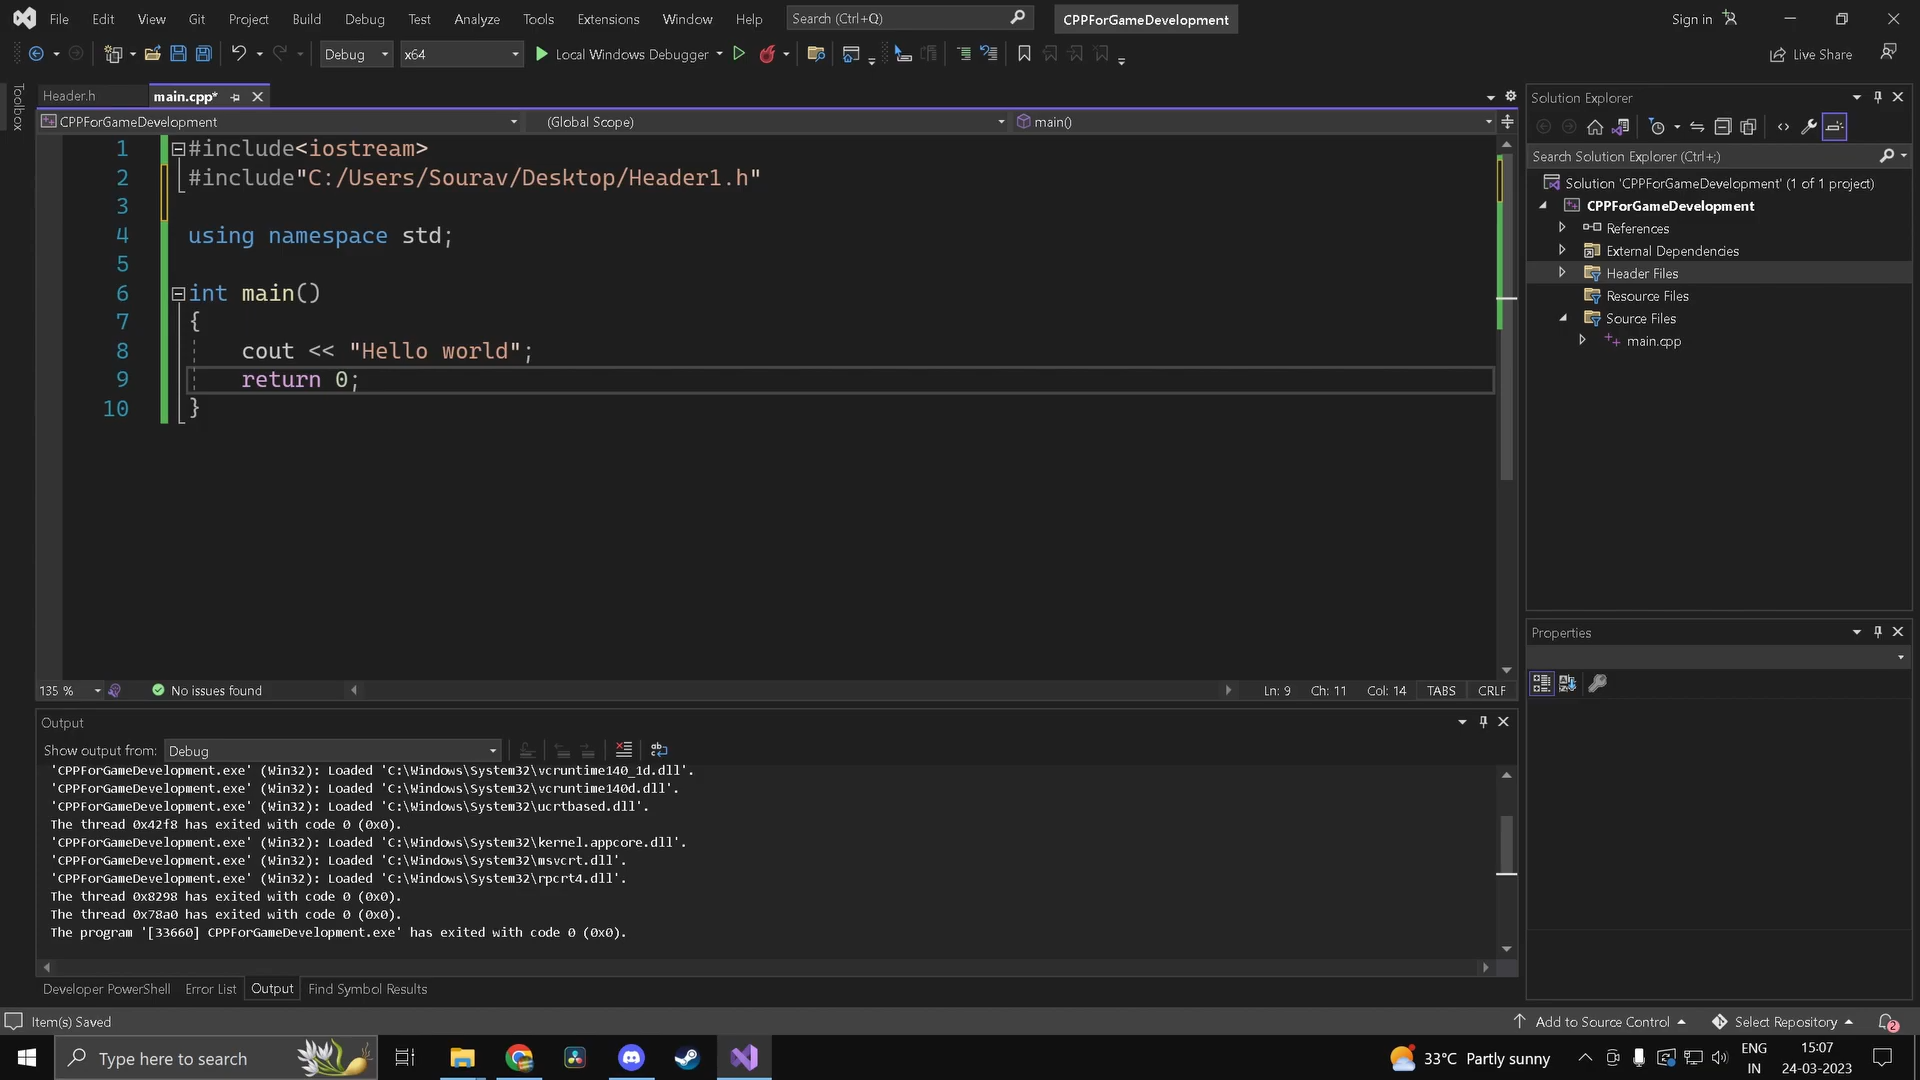 File Edit View Git Project Build Debug Test Analyze Tools Extensions Window Help Search (Ctrl+Q) CPPForGameDevelopment Sign in
Debug x64 Local Windows Debugger Live Share
Toolbox
Header.h main.cpp*
CPPForGameDevelopment (Global Scope) main()
1 #include<iostream>
2 #include"C:/Users/Sourav/Desktop/Header1.h"
3
4 using namespace std;
5
6 int main()
7 {
8 cout << "Hello world";
9 return 0;
10 }
135 % No issues found Ln: 9 Ch: 11 Col: 14 TABS CRLF
Output
Show output from: Debug
'CPPForGameDevelopment.exe' (Win32): Loaded 'C:\Windows\System32\vcruntime140_1d.dll'.
'CPPForGameDevelopment.exe' (Win32): Loaded 'C:\Windows\System32\vcruntime140d.dll'.
'CPPForGameDevelopment.exe' (Win32): Loaded 'C:\Windows\System32\ucrtbased.dll'.
The thread 0x42f8 has exited with code 0 (0x0).
'CPPForGameDevelopment.exe' (Win32): Loaded 'C:\Windows\System32\kernel.appcore.dll'.
'CPPForGameDevelopment.exe' (Win32): Loaded 'C:\Windows\System32\msvcrt.dll'.
'CPPForGameDevelopment.exe' (Win32): Loaded 'C:\Windows\System32\rpcrt4.dll'.
The thread 0x8298 has exited with code 0 (0x0).
The thread 0x78a0 has exited with code 0 (0x0).
The program '[33660] CPPForGameDevelopment.exe' has exited with code 0 (0x0).
Developer PowerShell Error List Output Find Symbol Results
Solution Explorer
Search Solution Explorer (Ctrl+;)
Solution 'CPPForGameDevelopment' (1 of 1 project)
CPPForGameDevelopment
References
External Dependencies
Header Files
Resource Files
Source Files
main.cpp
Properties
Item(s) Saved Add to Source Control Select Repository 2
Type here to search 33°C Partly sunny ENG IN 15:07 24-03-2023